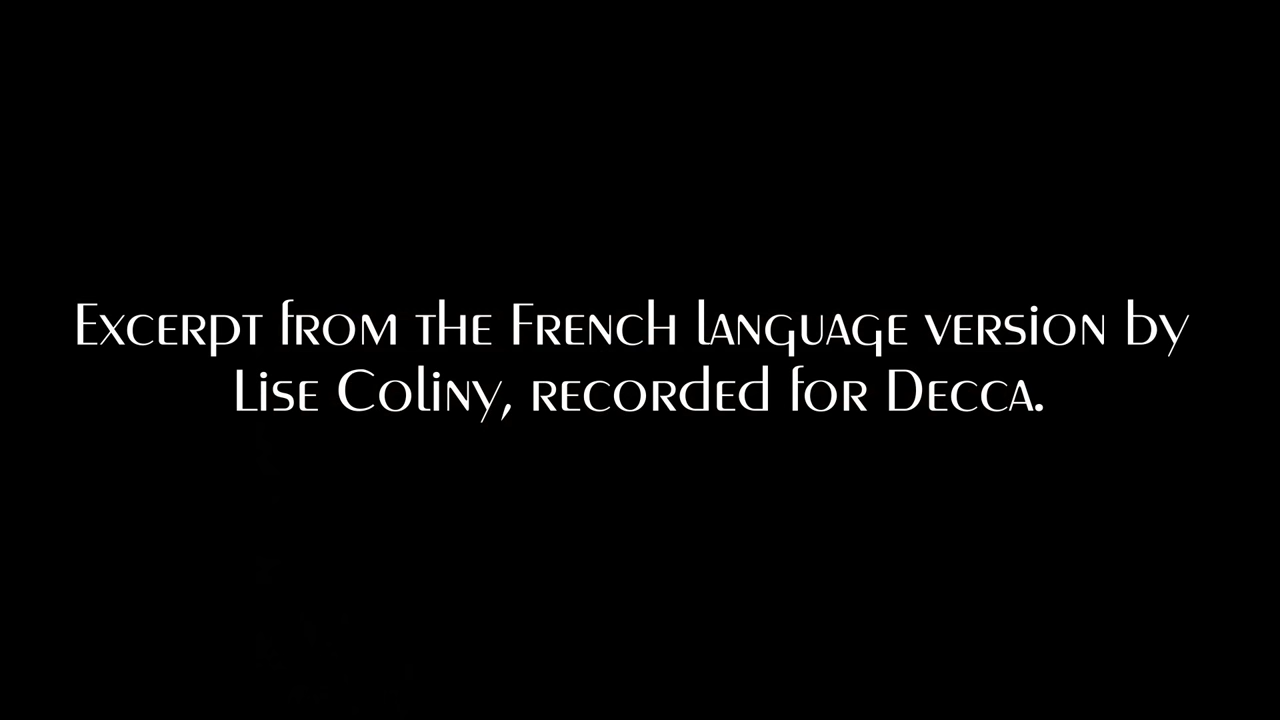 Excerpt from the French language version by
Lise Coliny, recorded for Decca.